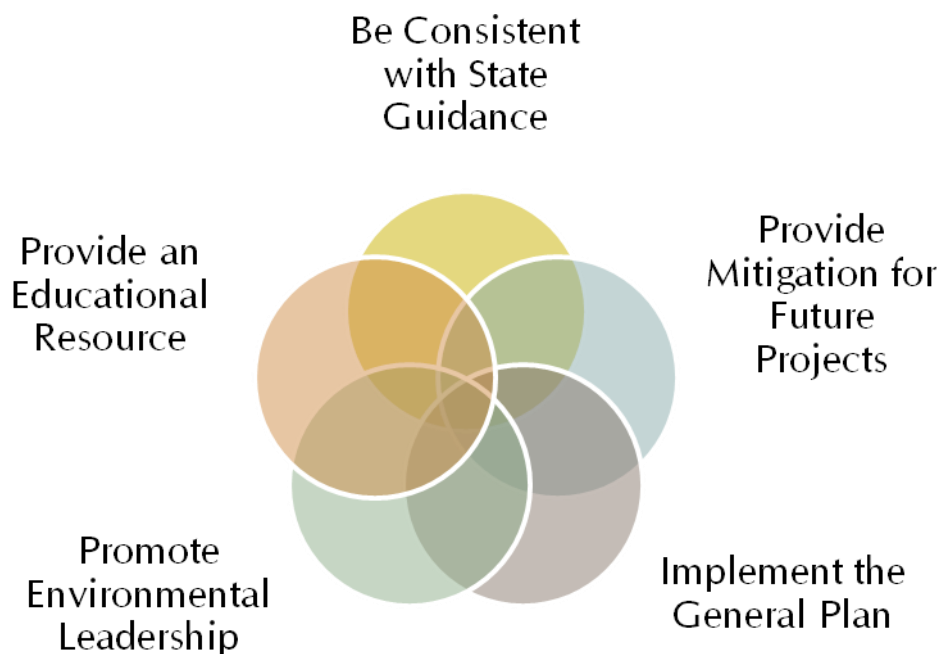 Be Consistent
with State
Guidance
Provide
Mitigation for
Future
Projects
Implement the
General Plan
Promote
Environmental
Leadership
Provide an
Educational
Resource